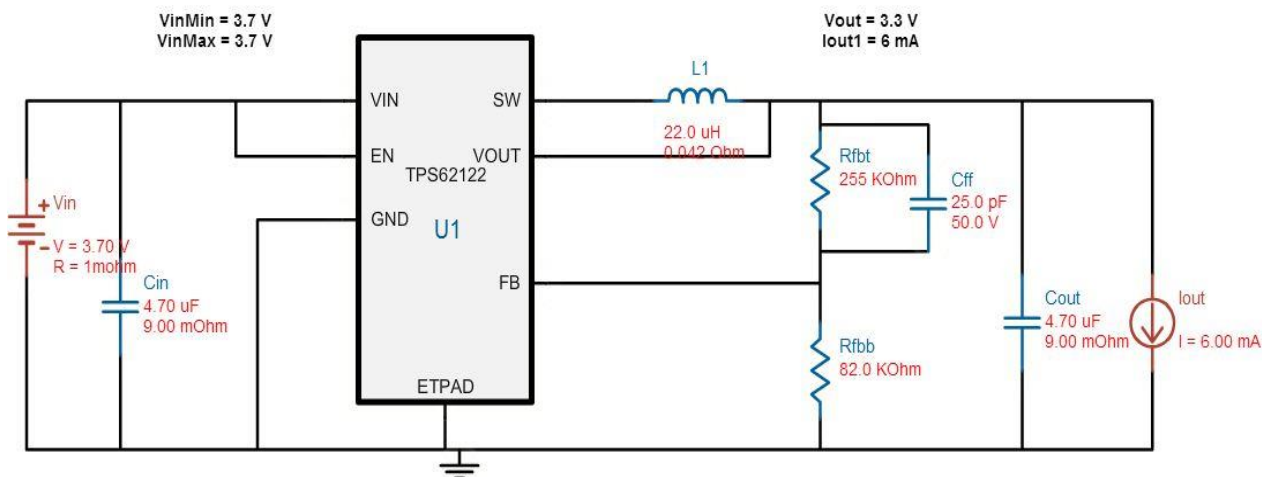 VinMin = 3.7 V
VinMax = 3.7 V
Vout = 3.3 V
Iout1 = 6 mA
VIN
EN
GND
SW
VOUT
TPS62122
U1
FB
ETPAD
L1
22.0 uH
0.042 Ohm
Rfbt
255 KOhm
Cff
25.0 pF
50.0 V
Rfbb
82.0 KOhm
Cout
4.70 uF
9.00 mOhm
Iout
I = 6.00 mA
+ Vin
-
V = 3.70 V
R = 1mohm
Cin
4.70 uF
9.00 mOhm